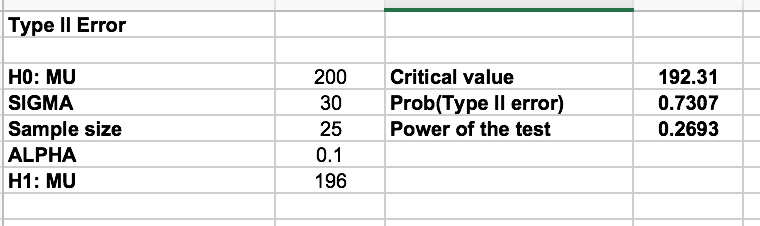 Type II Error
H0: MU 200 Critical value 192.31
SIGMA 30 Prob(Type II error) 0.7307
Sample size 25 Power of the test 0.2693
ALPHA 0.1
H1: MU 196